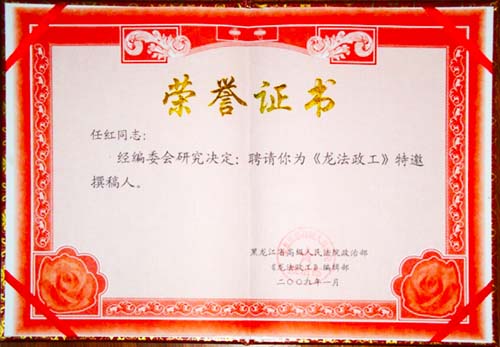 荣誉证书
任红同志：
经编委会研究决定：聘请你为《龙法政工》特邀
撰稿人。
黑龙江省高级人民法院政治部
《龙法政工》编辑部
二〇〇九年一月